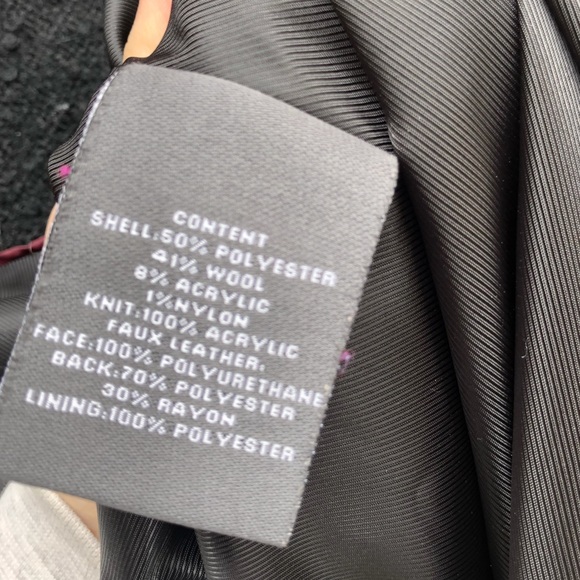 CONTENT
SHELL:50% POLYESTER
41% WOOL
8% ACRYLIC
1%NYLON
KNIT:100% ACRYLIC
FAUX LEATHER:
FACE:100% POLYURETHANE
BACK:70% POLYESTER
30% RAYON
LINING:100% POLYESTER